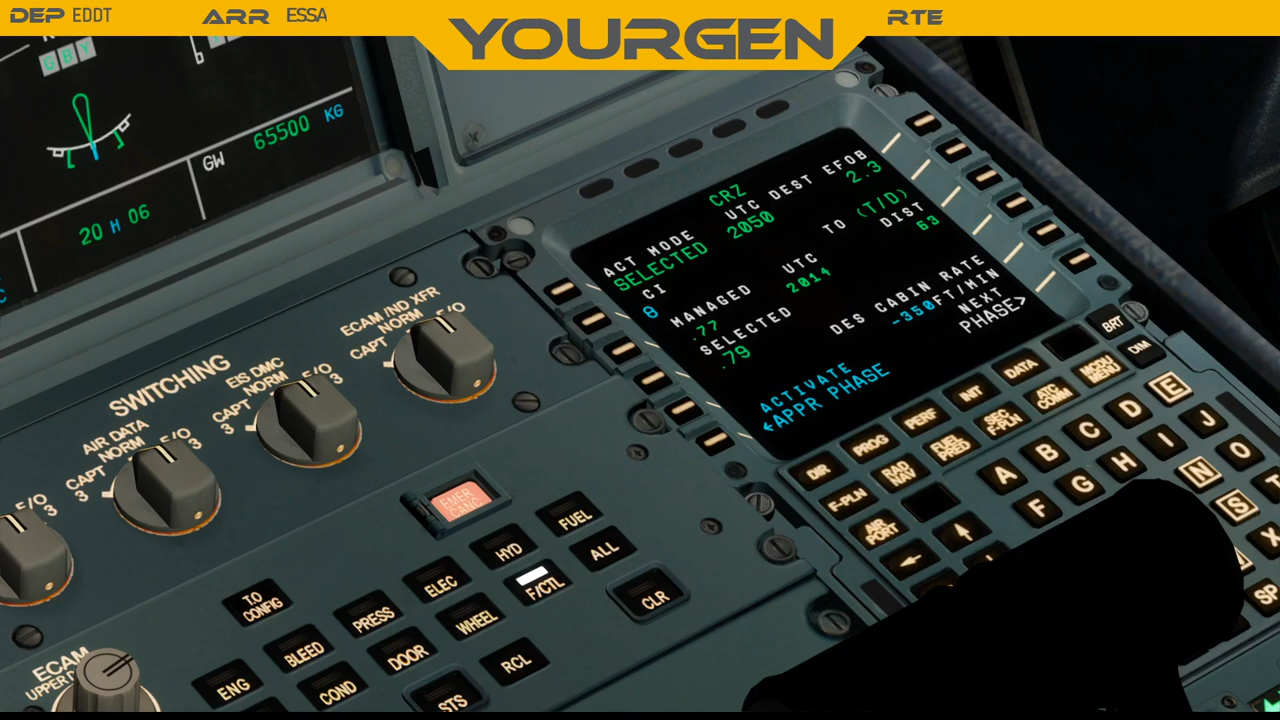 DEP EDDT
ARR ESSA
YOURGEN
RTE
G B Y
GW 65500 KG
20 H 06
CRZ
ACT MODE UTC DEST EFOB
SELECTED 2050 2.3
CI
MANAGED UTC TO (T/D) DIST
.77 2014 63
SELECTED
.79
DES CABIN RATE
-350FT/MIN
ACTIVATE NEXT
←APPR PHASE PHASE>
SWITCHING
AIR DATA
NORM
CAPT 3 F/O 3
EIS DMC
NORM
CAPT 3 F/O 3
ECAM /ND XFR
NORM
CAPT F/O
F/O 3
EMER CANC
T.O CONFIG
ENG BLEED PRESS ELEC HYD FUEL
COND DOOR WHEEL F/CTL ALL
STS RCL CLR
ECAM
BRT
DIM
DIR PROG PERF INIT DATA
F-PLN RAD NAV FUEL PRED SEC F-PLN ATC COMM MCDU MENU
AIR PORT
← ↑
A B C D E
F G H I J
N O
S T
X
SP